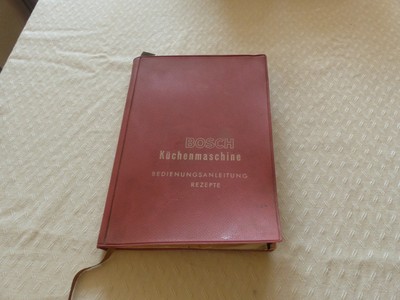 BOSCH
Küchenmaschine
BEDIENUNGSANLEITUNG
REZEPTE